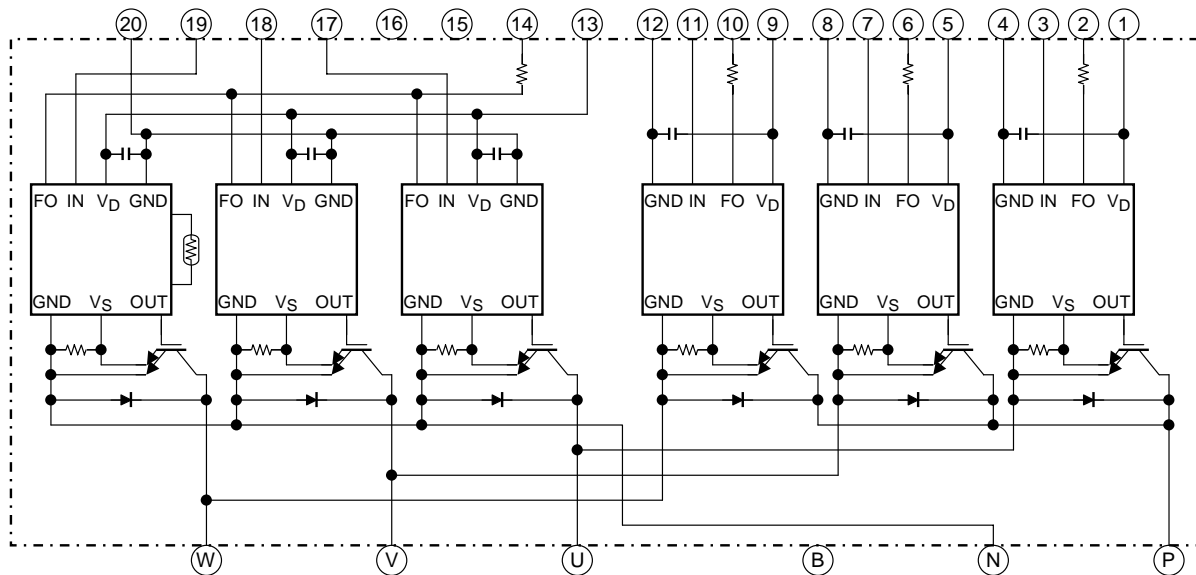 20 19 18 17 16 15 14 13 12 11 10 9 8 7 6 5 4 3 2 1
FO IN VD GND FO IN VD GND FO IN VD GND GND IN FO VD GND IN FO VD GND IN FO VD
GND VS OUT GND VS OUT GND VS OUT GND VS OUT GND VS OUT GND VS OUT
W V U B N P